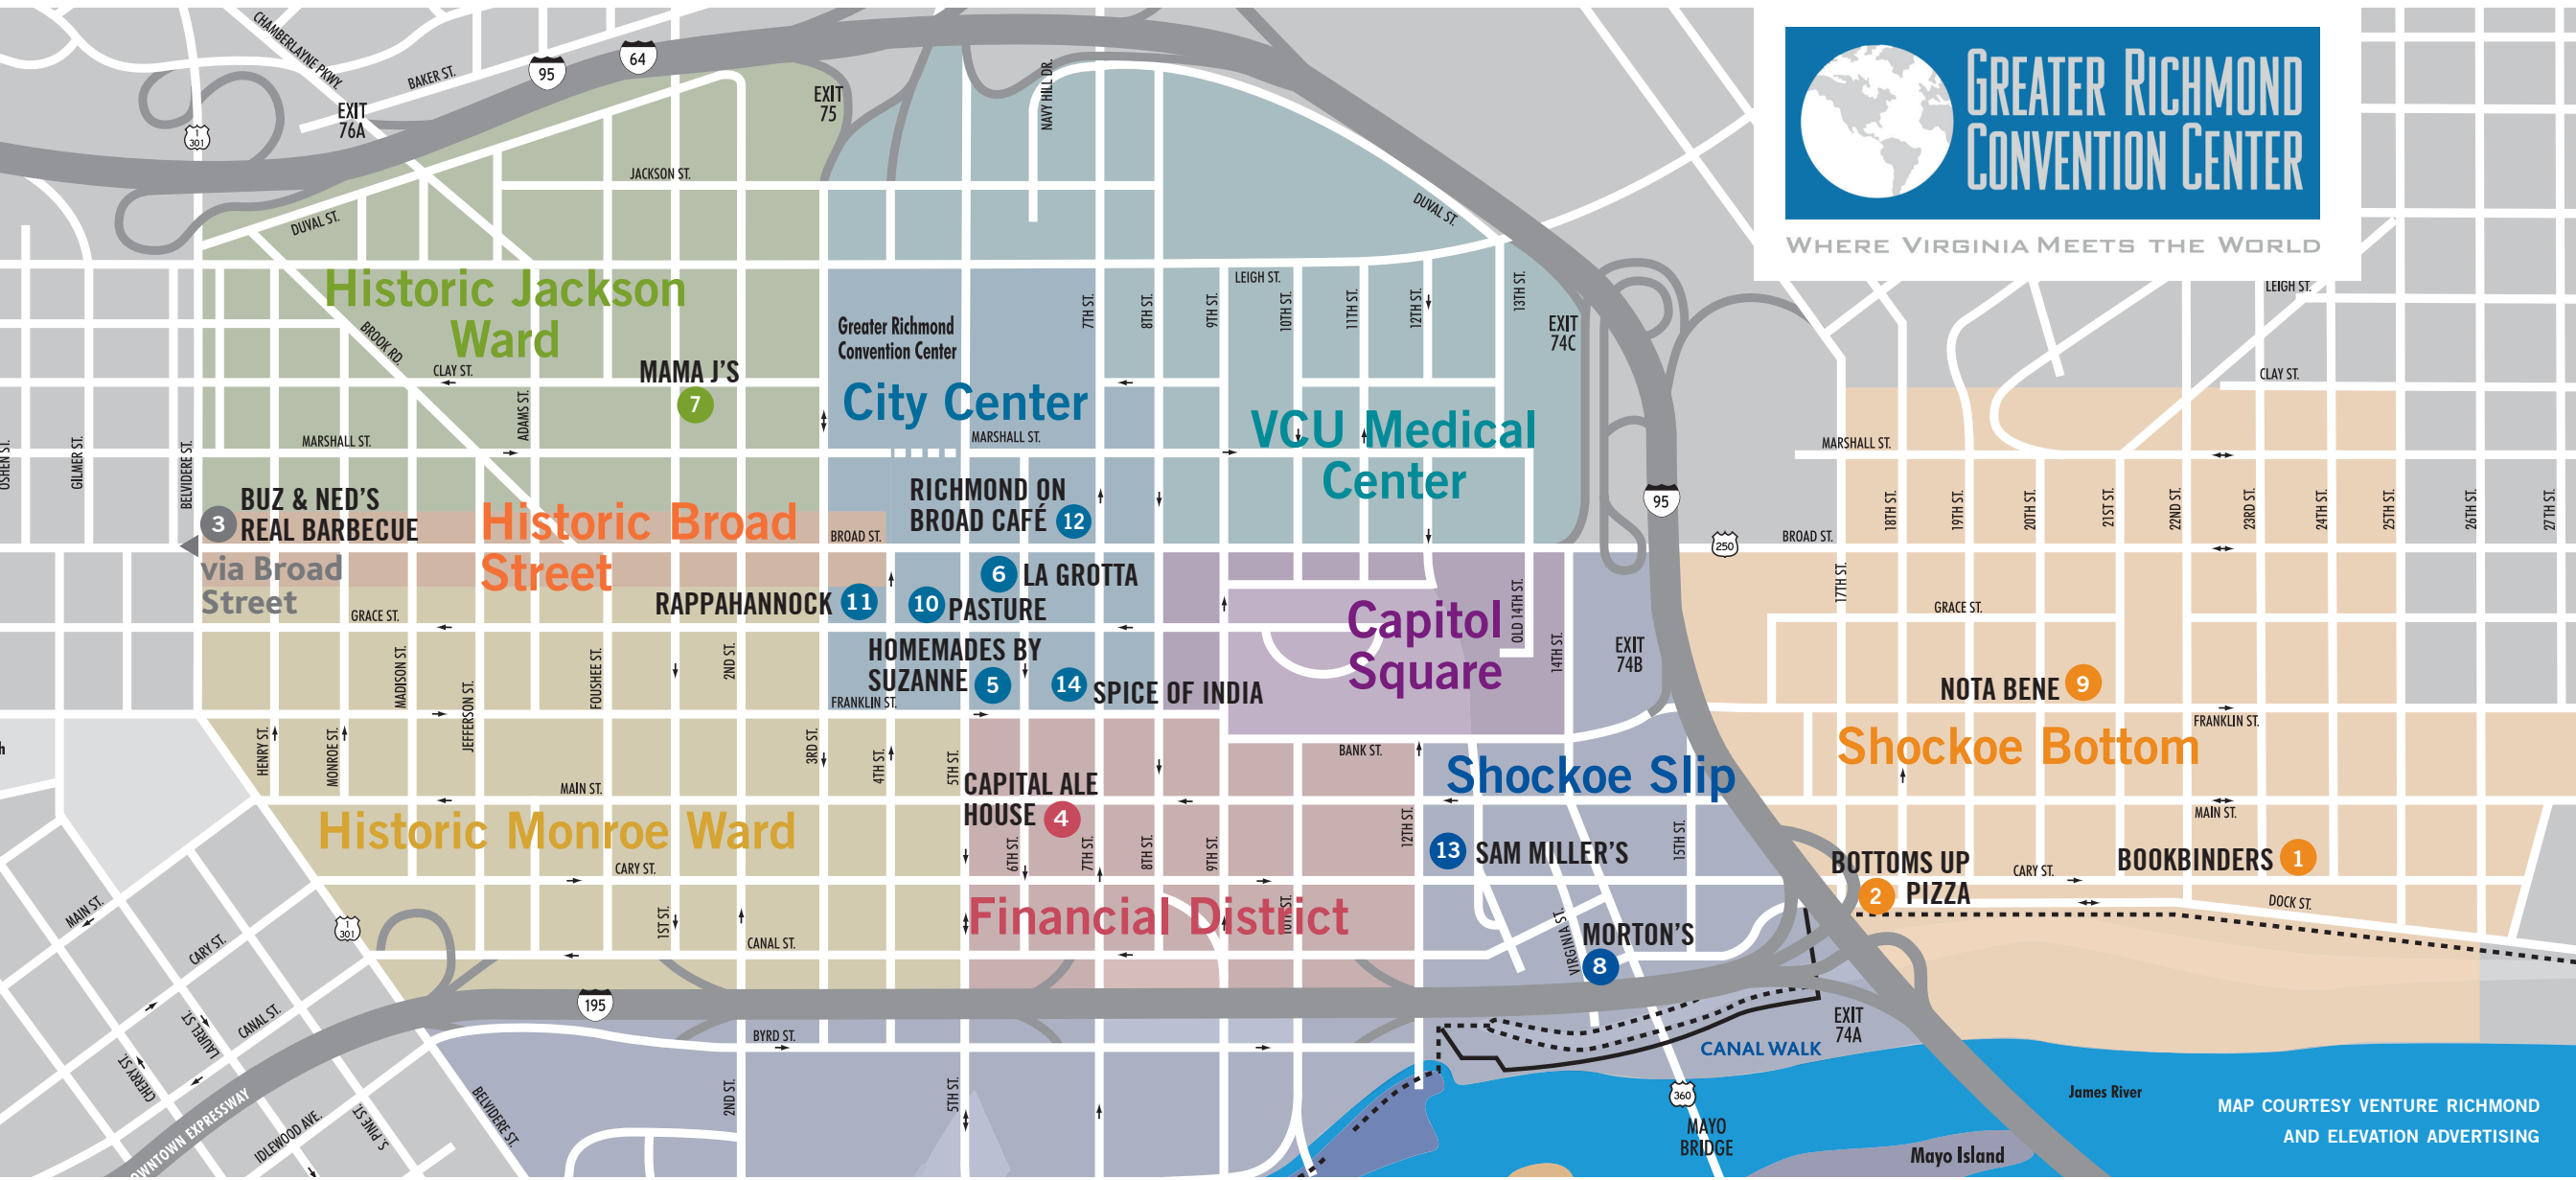 CHAMBERLAYNE PKWY.
BAKER ST.
95
64
EXIT
76A
1
301
EXIT
75
NAVY HILL DR.
JACKSON ST.
DUVAL ST.
DUVAL ST.
GREATER RICHMOND
CONVENTION CENTER
WHERE VIRGINIA MEETS THE WORLD
Historic Jackson
Ward
BROOK RD.
CLAY ST.
MAMA J'S
7
ADAMS ST.
MARSHALL ST.
GILMER ST.
BELVIDERE ST.
Greater Richmond
Convention Center
City Center
MARSHALL ST.
7TH ST.
8TH ST.
9TH ST.
LEIGH ST.
10TH ST.
11TH ST.
12TH ST.
13TH ST.
EXIT
74C
VCU Medical
Center
LEIGH ST.
CLAY ST.
MARSHALL ST.
95
250
BROAD ST.
18TH ST.
19TH ST.
20TH ST.
21ST ST.
22ND ST.
23RD ST.
24TH ST.
25TH ST.
26TH ST.
27TH ST.
17TH ST.
3
BUZ & NED'S
REAL BARBECUE
via Broad
Street
Historic Broad
Street
BROAD ST.
RICHMOND ON
BROAD CAFÉ 12
6 LA GROTTA
RAPPAHANNOCK 11
10 PASTURE
GRACE ST.
HOMEMADES BY
SUZANNE 5
14 SPICE OF INDIA
FRANKLIN ST.
Capitol
Square
OLD 14TH ST.
14TH ST.
EXIT
74B
GRACE ST.
NOTA BENE 9
FRANKLIN ST.
Shockoe Bottom
MADISON ST.
FOUSHEE ST.
2ND ST.
JEFFERSON ST.
HENRY ST.
MONROE ST.
3RD ST.
4TH ST.
5TH ST.
MAIN ST.
BANK ST.
CAPITAL ALE
HOUSE 4
Shockoe Slip
MAIN ST.
Historic Monroe Ward
6TH ST.
7TH ST.
8TH ST.
9TH ST.
12TH ST.
13 SAM MILLER'S
15TH ST.
BOTTOMS UP
2 PIZZA
CARY ST.
BOOKBINDERS 1
DOCK ST.
CARY ST.
Financial District
10TH ST.
1ST ST.
CANAL ST.
VIRGINIA ST.
MORTON'S
8
MAIN ST.
CARY ST.
1
301
LAUREL ST.
CANAL ST.
CHERRY ST.
195
BYRD ST.
EXIT
74A
CANAL WALK
DOWNTOWN EXPRESSWAY
IDLEWOOD AVE.
S. PINE ST.
BELVIDERE ST.
2ND ST.
5TH ST.
360
MAYO
BRIDGE
James River
Mayo Island
MAP COURTESY VENTURE RICHMOND
AND ELEVATION ADVERTISING